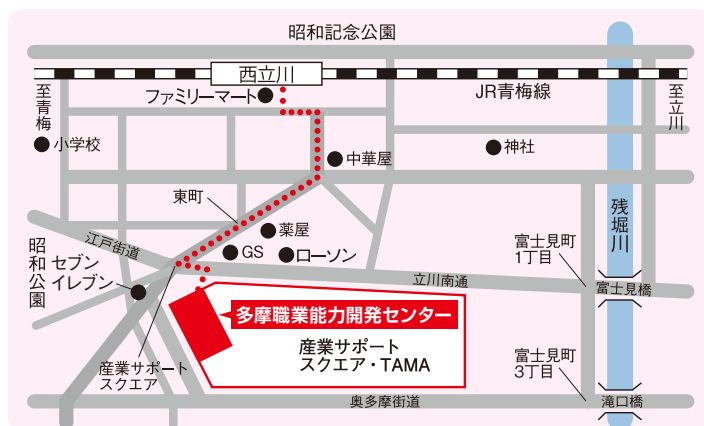 昭和記念公園
西立川
ファミリーマート
JR青梅線
至青梅
至立川
小学校
中華屋
神社
東町
薬屋
残堀川
江戸街道
GS
ローソン
富士見町
1丁目
昭和公園
セブン
イレブン
立川南通
富士見橋
多摩職業能力開発センター
産業サポート
スクエア・TAMA
産業サポート
スクエア
富士見町
3丁目
奥多摩街道
滝口橋